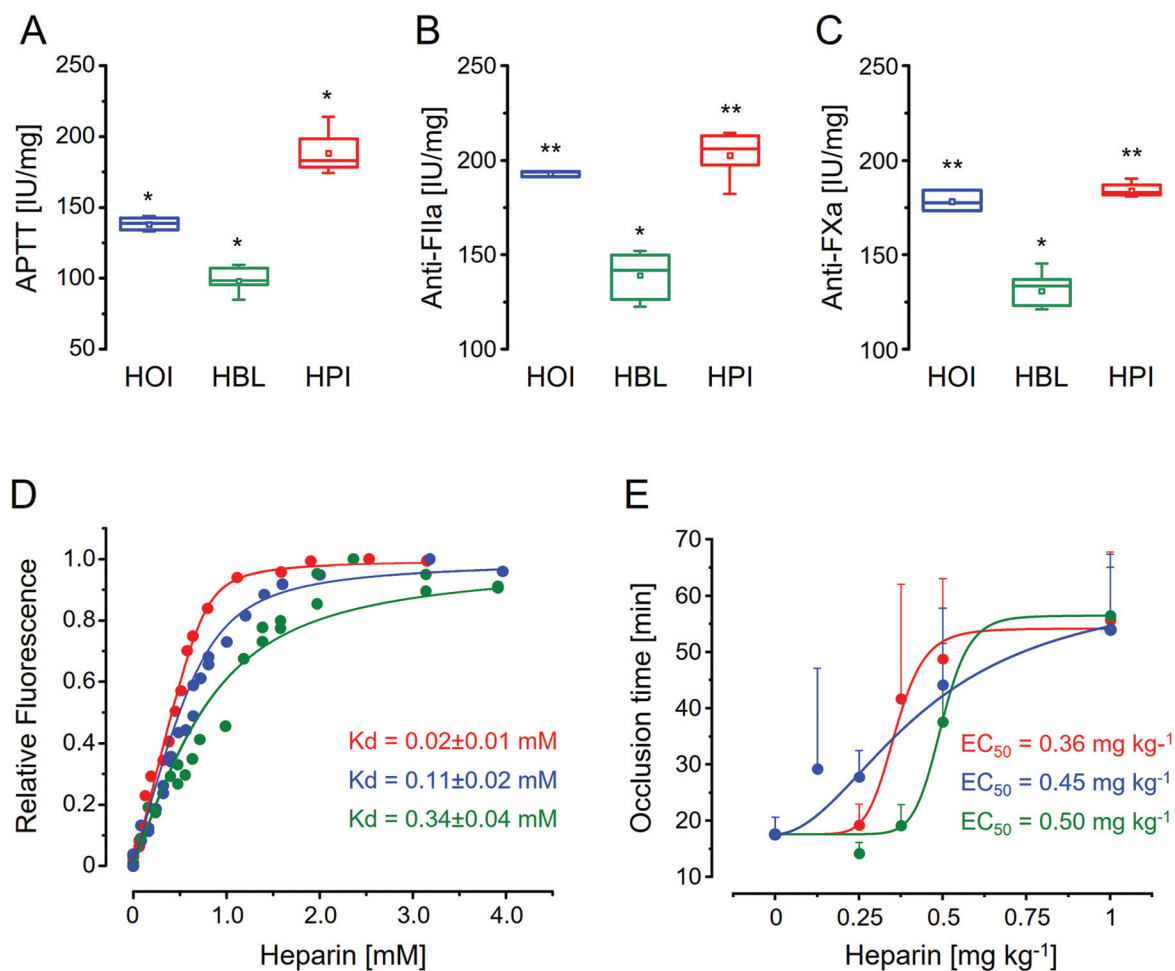 A
APTT [IU/mg]
250
200
150
100
50
*
*
*
HOI HBL HPI
B
Anti-FIIa [IU/mg]
250
200
150
100
**
*
**
HOI HBL HPI
C
Anti-FXa [IU/mg]
250
200
150
100
**
*
**
HOI HBL HPI
D
Relative Fluorescence
1.0
0.8
0.6
0.4
0.2
0
Kd = 0.02±0.01 mM
Kd = 0.11±0.02 mM
Kd = 0.34±0.04 mM
0 1.0 2.0 3.0 4.0
Heparin [mM]
E
Occlusion time [min]
70
60
50
40
30
20
10
EC₅₀ = 0.36 mg kg⁻¹
EC₅₀ = 0.45 mg kg⁻¹
EC₅₀ = 0.50 mg kg⁻¹
0 0.25 0.5 0.75 1
Heparin [mg kg⁻¹]